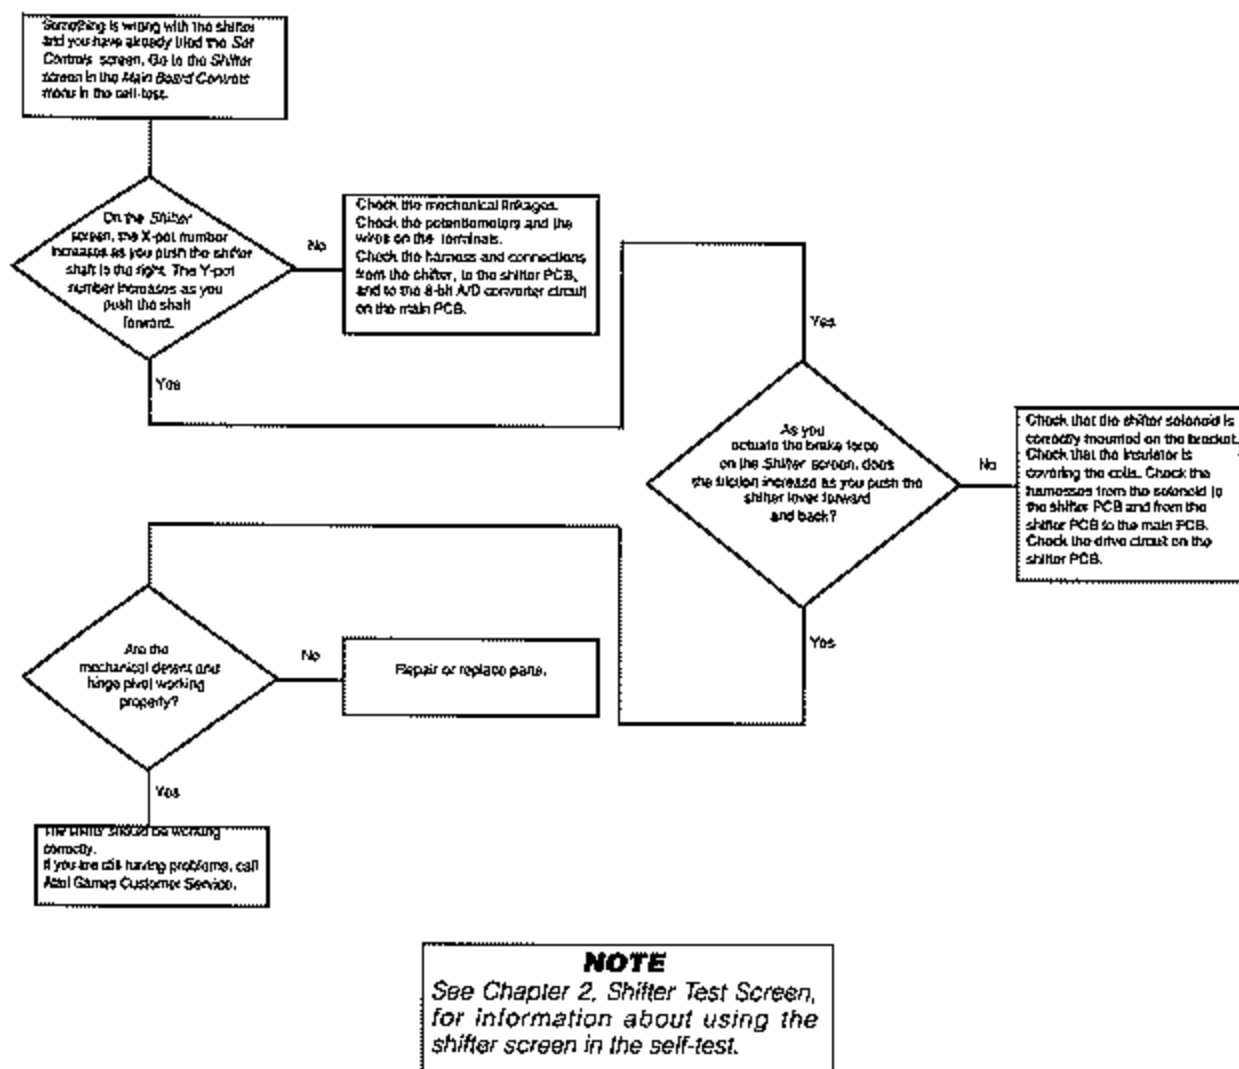 Something is wrong with the shifter
and you have already tried the Set
Controls screen. Go to the Shifter
screen in the Main Board Controls
menu in the self-test.
On the Shifter
screen, the X-pot number
increases as you push the shifter
shaft to the right. The Y-pot
number increases as you
push the shaft
forward.
No
Check the mechanical linkages.
Check the potentiometers and the
wires on the terminals.
Check the harness and connections
from the shifter, to the shifter PCB,
and to the 8-bit A/D converter circuit
on the main PCB.
Yes
Yes
As you
actuate the brake force
on the Shifter screen, does
the friction increase as you push the
shifter lever forward
and back?
No
Check that the shifter solenoid is
correctly mounted on the bracket.
Check that the insulator is
covering the coils. Check the
harnesses from the solenoid to
the shifter PCB and from the
shifter PCB to the main PCB.
Check the drive circuit on the
shifter PCB.
Yes
Are the
mechanical detent and
hinge pivot working
properly?
No
Repair or replace parts.
Yes
The shifter should be working
correctly.
If you are still having problems, call
Atari Games Customer Service.
NOTE
See Chapter 2, Shifter Test Screen,
for information about using the
shifter screen in the self-test.